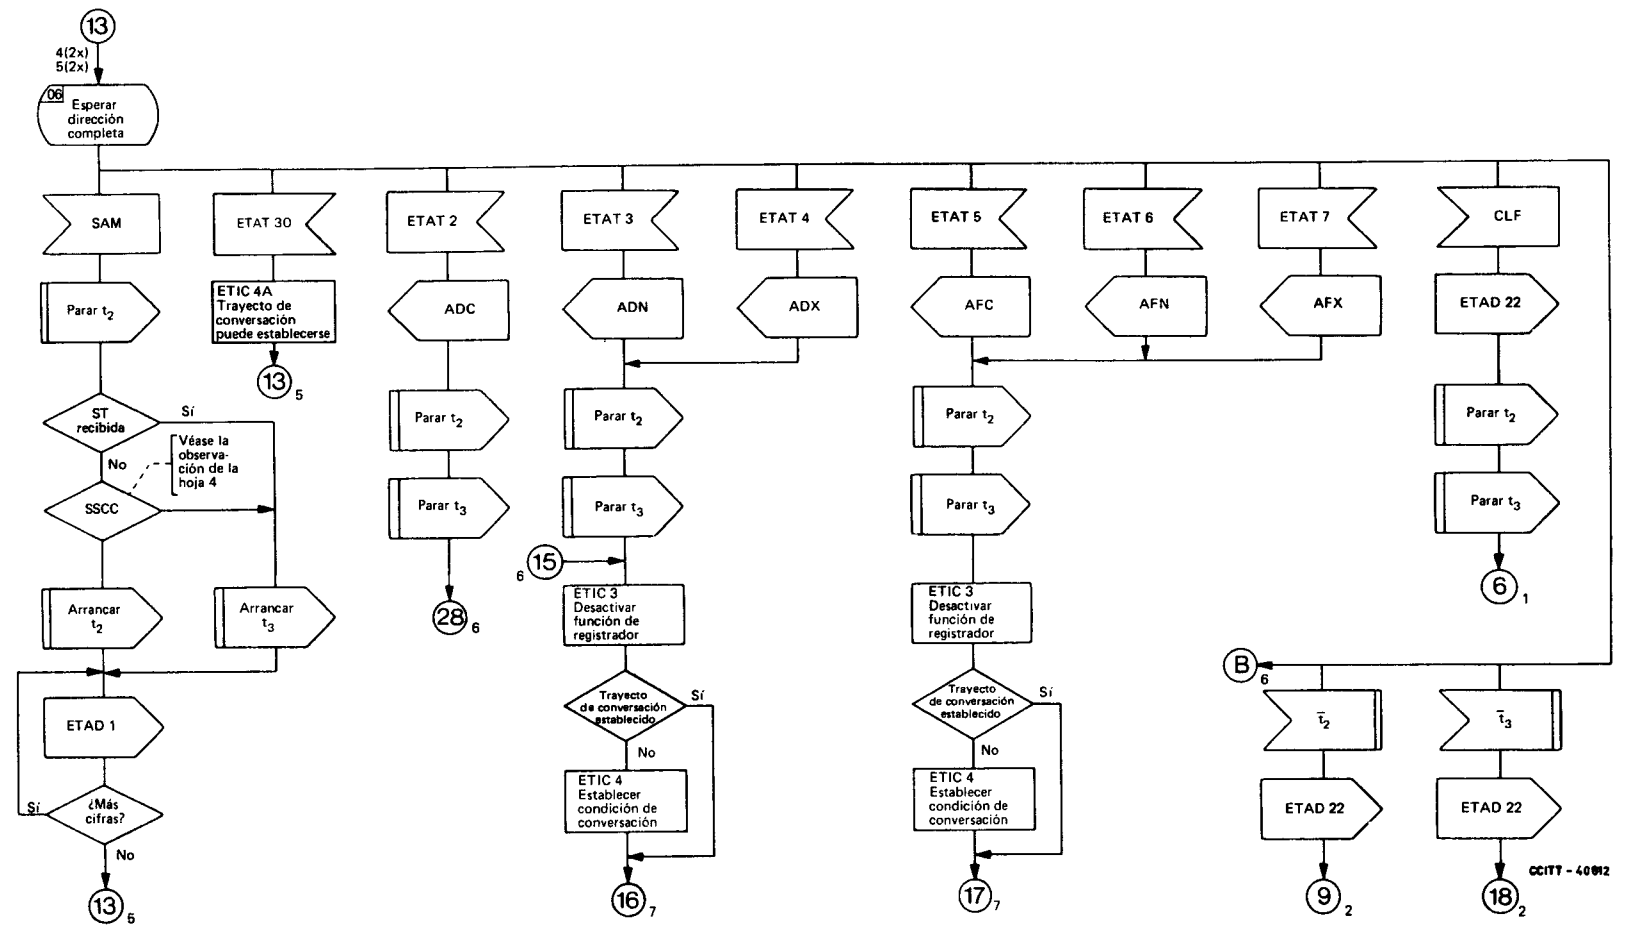 13
4(2x)
5(2x)
06
Esperar
dirección
completa
SAM
ETAT 30
ETAT 2
ETAT 3
ETAT 4
ETAT 5
ETAT 6
ETAT 7
CLF
Parar t2
ETIC 4A
Trayecto de
conversación
puede establecerse
ADC
ADN
ADX
AFC
AFN
AFX
ETAD 22
13
5
ST
recibida
Sí
No
Véase la
observa-
ción de la
hoja 4
SSCC
Parar t2
Parar t2
Parar t2
Parar t2
Parar t3
Parar t3
Parar t3
Parar t3
15
6
6
1
Arrancar
t2
Arrancar
t3
28
6
ETIC 3
Desactivar
función de
registrador
ETIC 3
Desactivar
función de
registrador
B
6
ETAD 1
Trayecto
de conversación
establecido
Sí
No
Trayecto
de conversación
establecido
Sí
No
t̅2
t̅3
¿Más
cifras?
Sí
No
ETIC 4
Establecer
condición de
conversación
ETIC 4
Establecer
condición de
conversación
ETAD 22
ETAD 22
13
5
16
7
17
7
9
2
18
2
CCITT - 40912